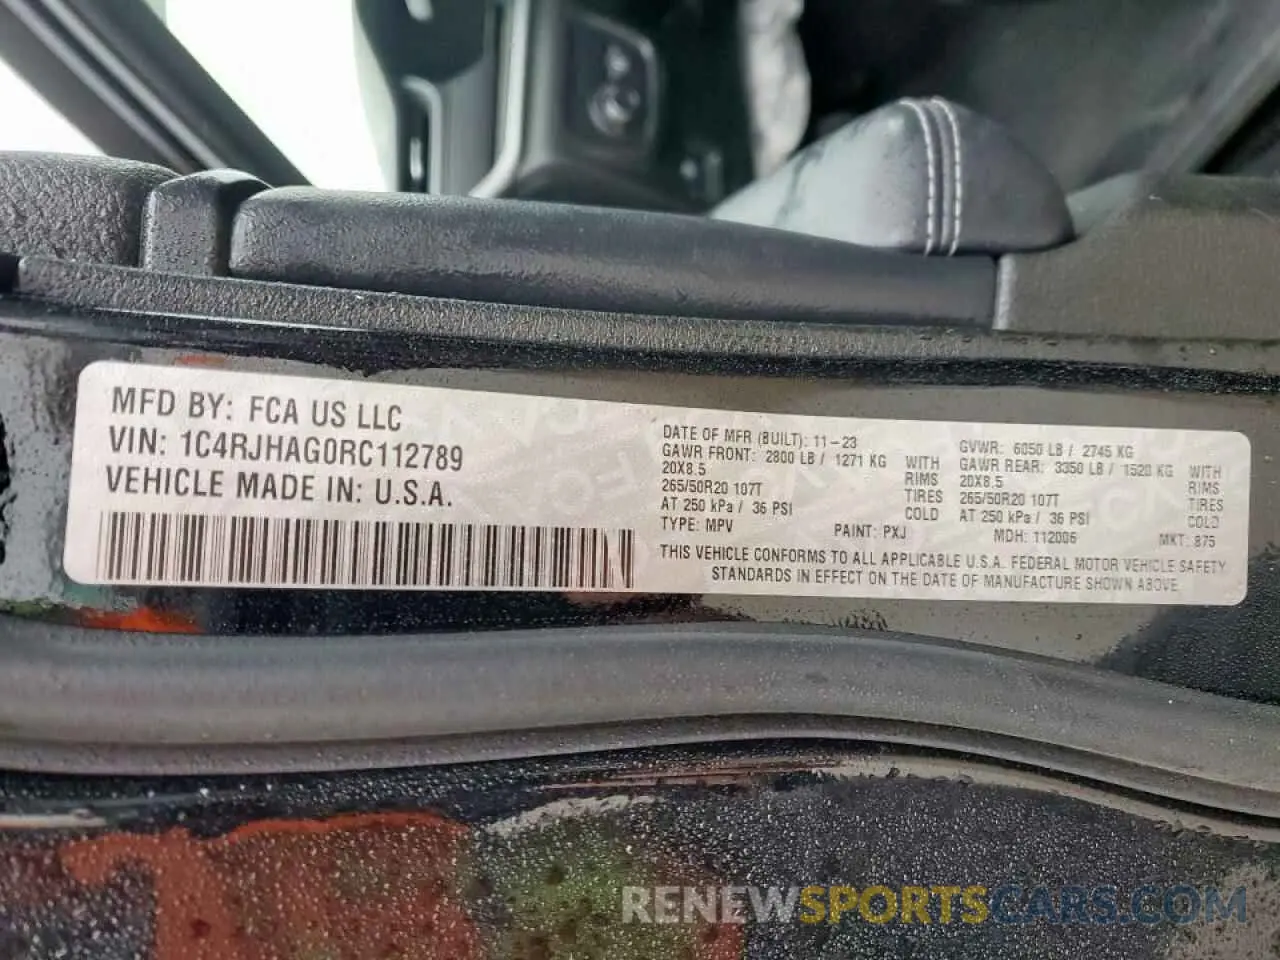 MFD BY: FCA US LLC
VIN: 1C4RJHAG0RC112789
VEHICLE MADE IN: U.S.A.
DATE OF MFR (BUILT): 11-23
GAWR FRONT: 2800 LB / 1271 KG WITH
20X8.5 RIMS
265/50R20 107T TIRES
AT 250 kPa / 36 PSI COLD
TYPE: MPV PAINT: PXJ
GVWR: 6050 LB / 2745 KG
GAWR REAR: 3350 LB / 1520 KG WITH
20X8.5 RIMS
265/50R20 107T TIRES
AT 250 kPa / 36 PSI COLD
MDH: 112006 MKT: 875
THIS VEHICLE CONFORMS TO ALL APPLICABLE U.S.A. FEDERAL MOTOR VEHICLE SAFETY
STANDARDS IN EFFECT ON THE DATE OF MANUFACTURE SHOWN ABOVE
RENEWSPORTSCARS.COM